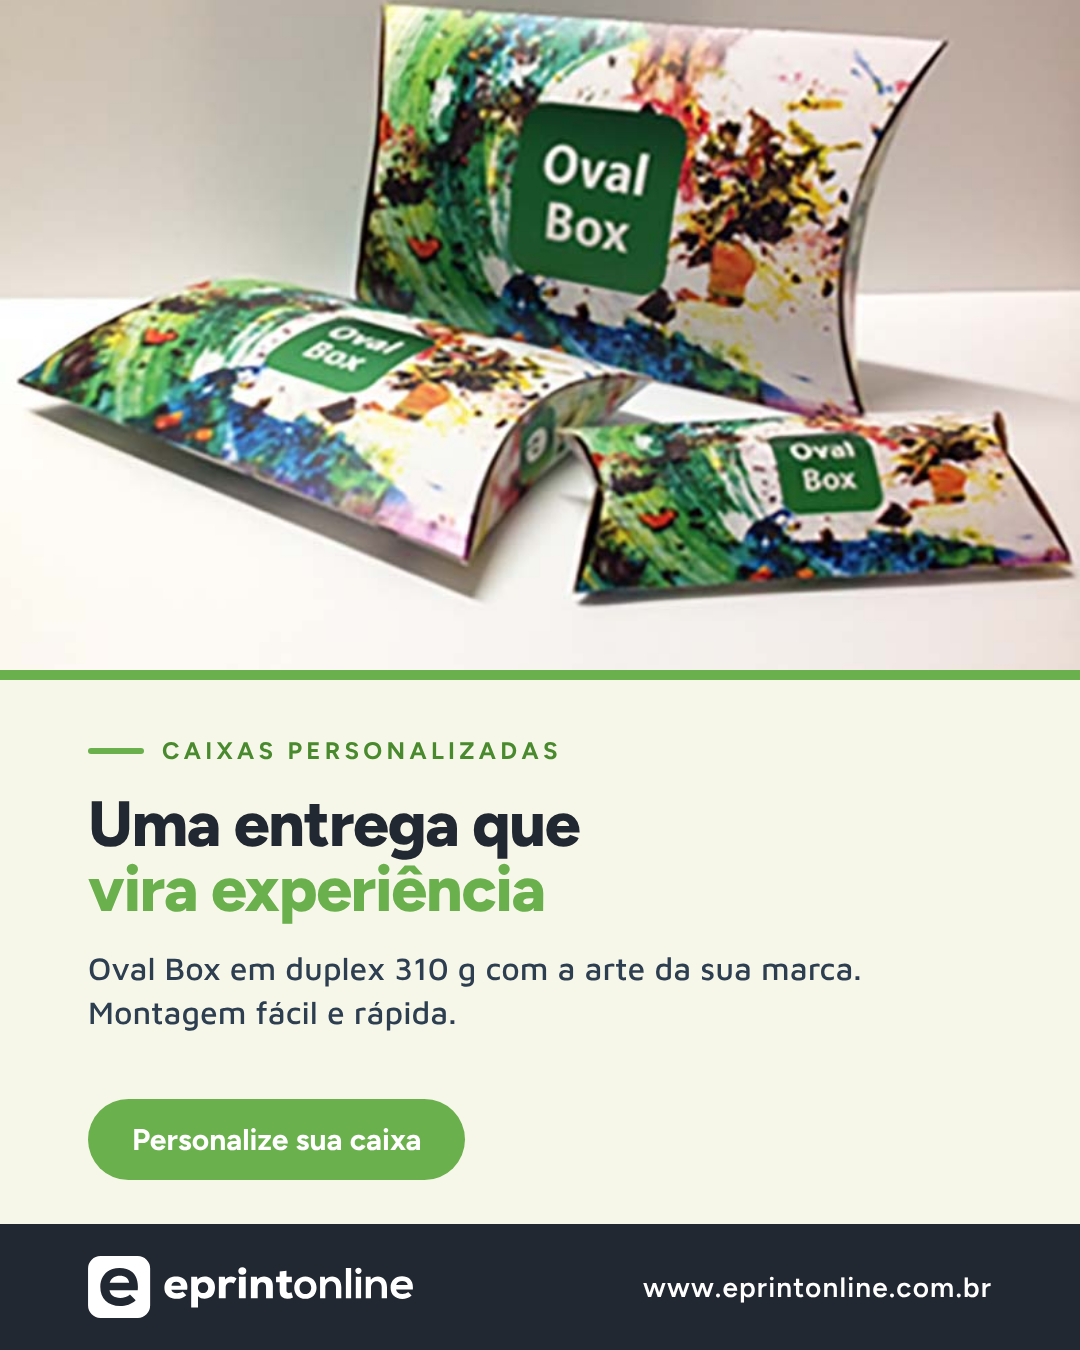 Oval
Box
Oval
Box
e
Oval
Box
CAIXAS PERSONALIZADAS
Uma entrega que
vira experiência
Oval Box em duplex 310 g com a arte da sua marca.
Montagem fácil e rápida.
Personalize sua caixa
e eprintonline
www.eprintonline.com.br